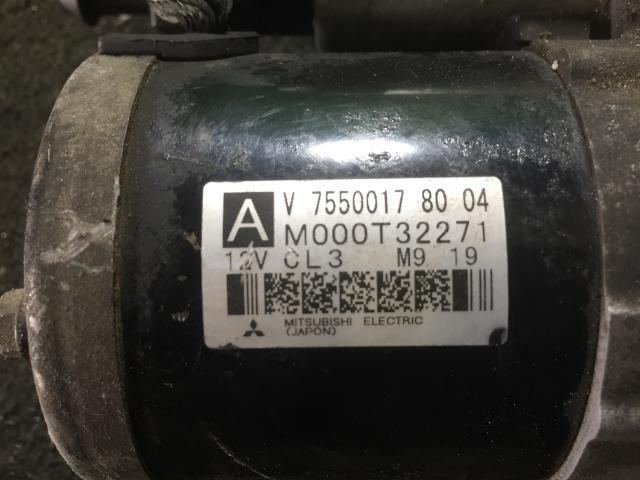 A V 7550017 80 04
M000T32271
12V CL3 M9 19
MITSUBISHI ELECTRIC
(JAPON)